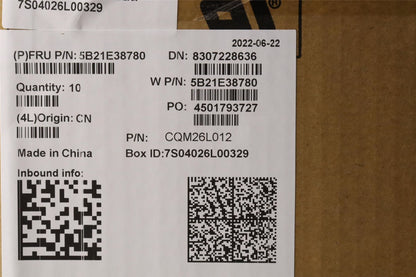 7S04026L00329
2022-06-22
(P)FRU P/N: 5B21E38780 DN: 8307228636
W P/N: 5B21E38780
Quantity: 10
PO: 4501793727
(4L)Origin: CN
P/N: CQM26L012
Made in China Box ID:7S04026L00329
Inbound info: